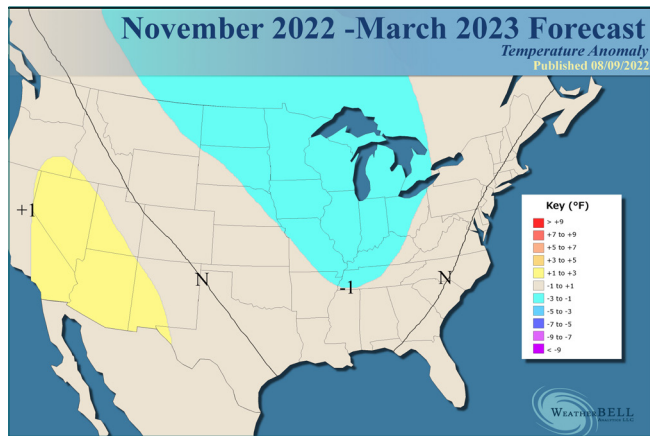 November 2022 -March 2023 Forecast
Temperature Anomaly
Published 08/09/2022
+1
N
-1
N
Key (°F)
> +9
+7 to +9
+5 to +7
+3 to +5
+1 to +3
-1 to +1
-3 to -1
-5 to -3
-7 to -5
-9 to -7
< -9
WEATHERBELL